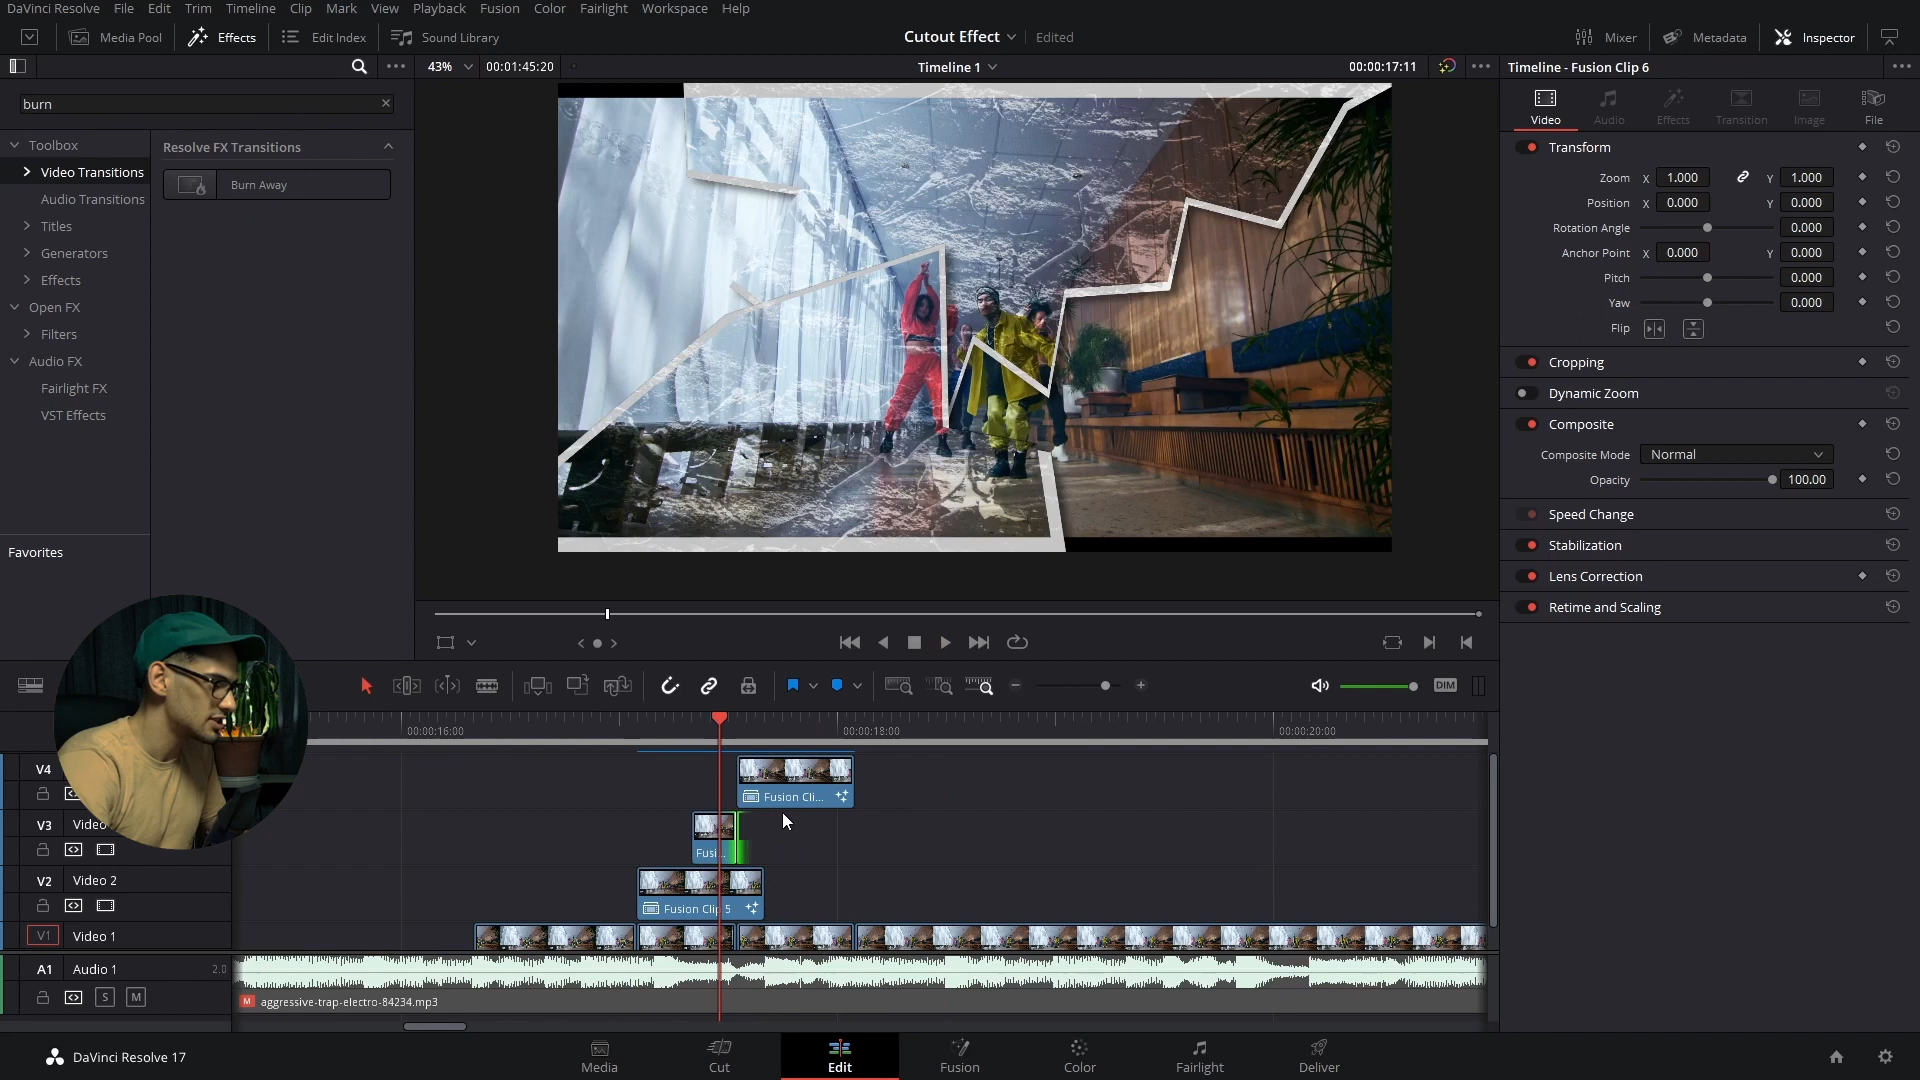 DaVinci Resolve File Edit Trim Timeline Clip Mark View Playback Fusion Color Fairlight Workspace Help
Media Pool Effects Edit Index Sound Library Cutout Effect Edited Mixer Metadata Inspector
43% 00:01:45:20 Timeline 1 00:00:17:11 Timeline - Fusion Clip 6
burn
Video Audio Effects Transition Image File
Toolbox
Video Transitions
Audio Transitions
Titles
Generators
Effects
Open FX
Filters
Audio FX
Fairlight FX
VST Effects
Favorites
Resolve FX Transitions
Burn Away
Transform
Zoom X 1.000 Y 1.000
Position X 0.000 Y 0.000
Rotation Angle 0.000
Anchor Point X 0.000 Y 0.000
Pitch 0.000
Yaw 0.000
Flip
Cropping
Dynamic Zoom
Composite
Composite Mode Normal
Opacity 100.00
Speed Change
Stabilization
Lens Correction
Retime and Scaling
DIM
00:00:16:00 00:00:18:00 00:00:20:00
V4
Fusion Cli...
V3 Video
Fusi...
V2 Video 2
Fusion Clip 5
V1 Video 1
A1 Audio 1 2.0
S M
M aggressive-trap-electro-84234.mp3
DaVinci Resolve 17
Media Cut Edit Fusion Color Fairlight Deliver